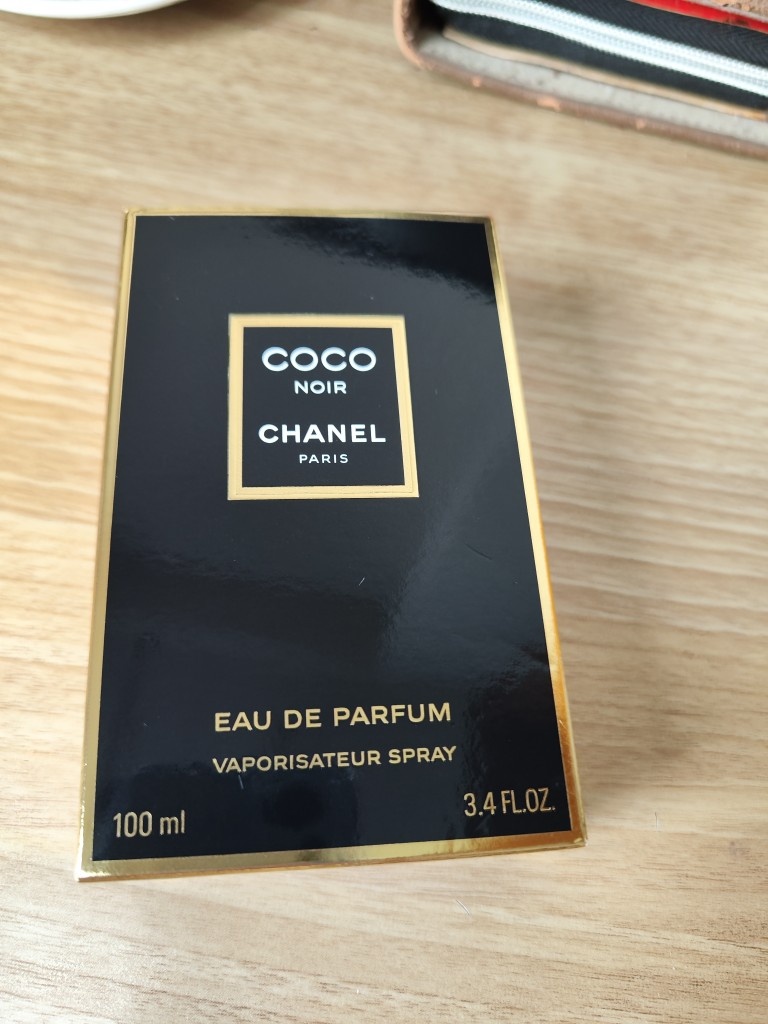 COCO
NOIR
CHANEL
PARIS
EAU DE PARFUM
VAPORISATEUR SPRAY
100 ml
3.4 FL.OZ.